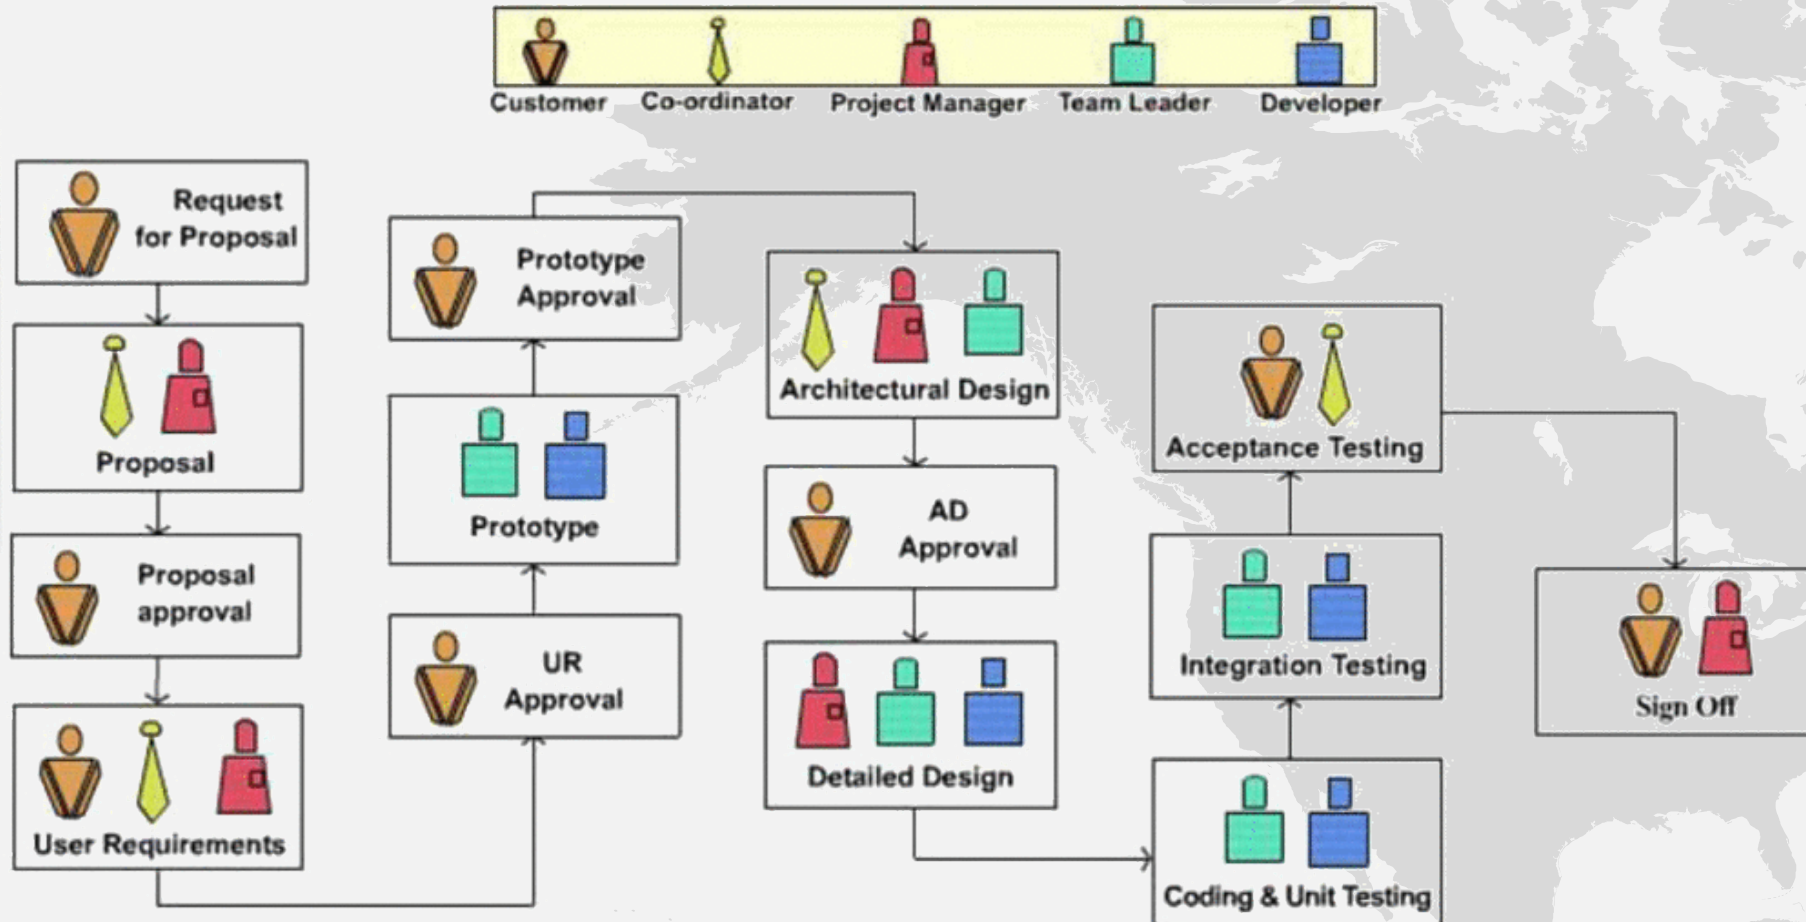 Customer
Co-ordinator
Project Manager
Team Leader
Developer
Request
for Proposal
Proposal
Proposal
approval
User Requirements
UR
Approval
Prototype
Prototype
Approval
Architectural Design
AD
Approval
Detailed Design
Coding & Unit Testing
Integration Testing
Acceptance Testing
Sign Off